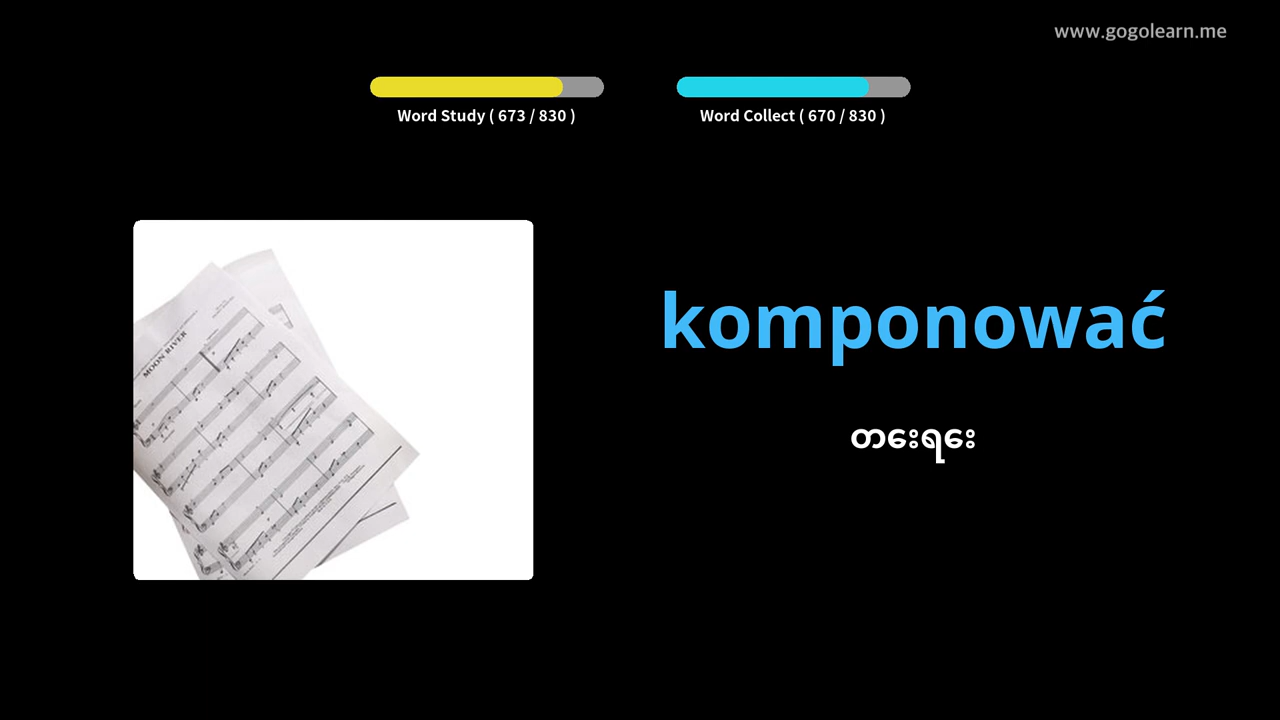 www.gogolearn.me
Word Study ( 673 / 830 )
Word Collect ( 670 / 830 )
MOON RIVER
komponować
တေးရေး